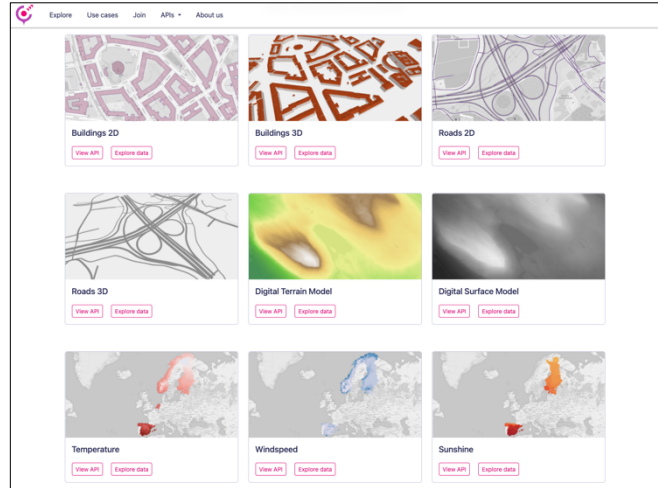 Explore Use cases Join APIs About us
Buildings 2D Buildings 3D Roads 2D
View API Explore data View API Explore data View API Explore data
Roads 3D Digital Terrain Model Digital Surface Model
View API Explore data View API Explore data View API Explore data
Temperature Windspeed Sunshine
View API Explore data View API Explore data View API Explore data